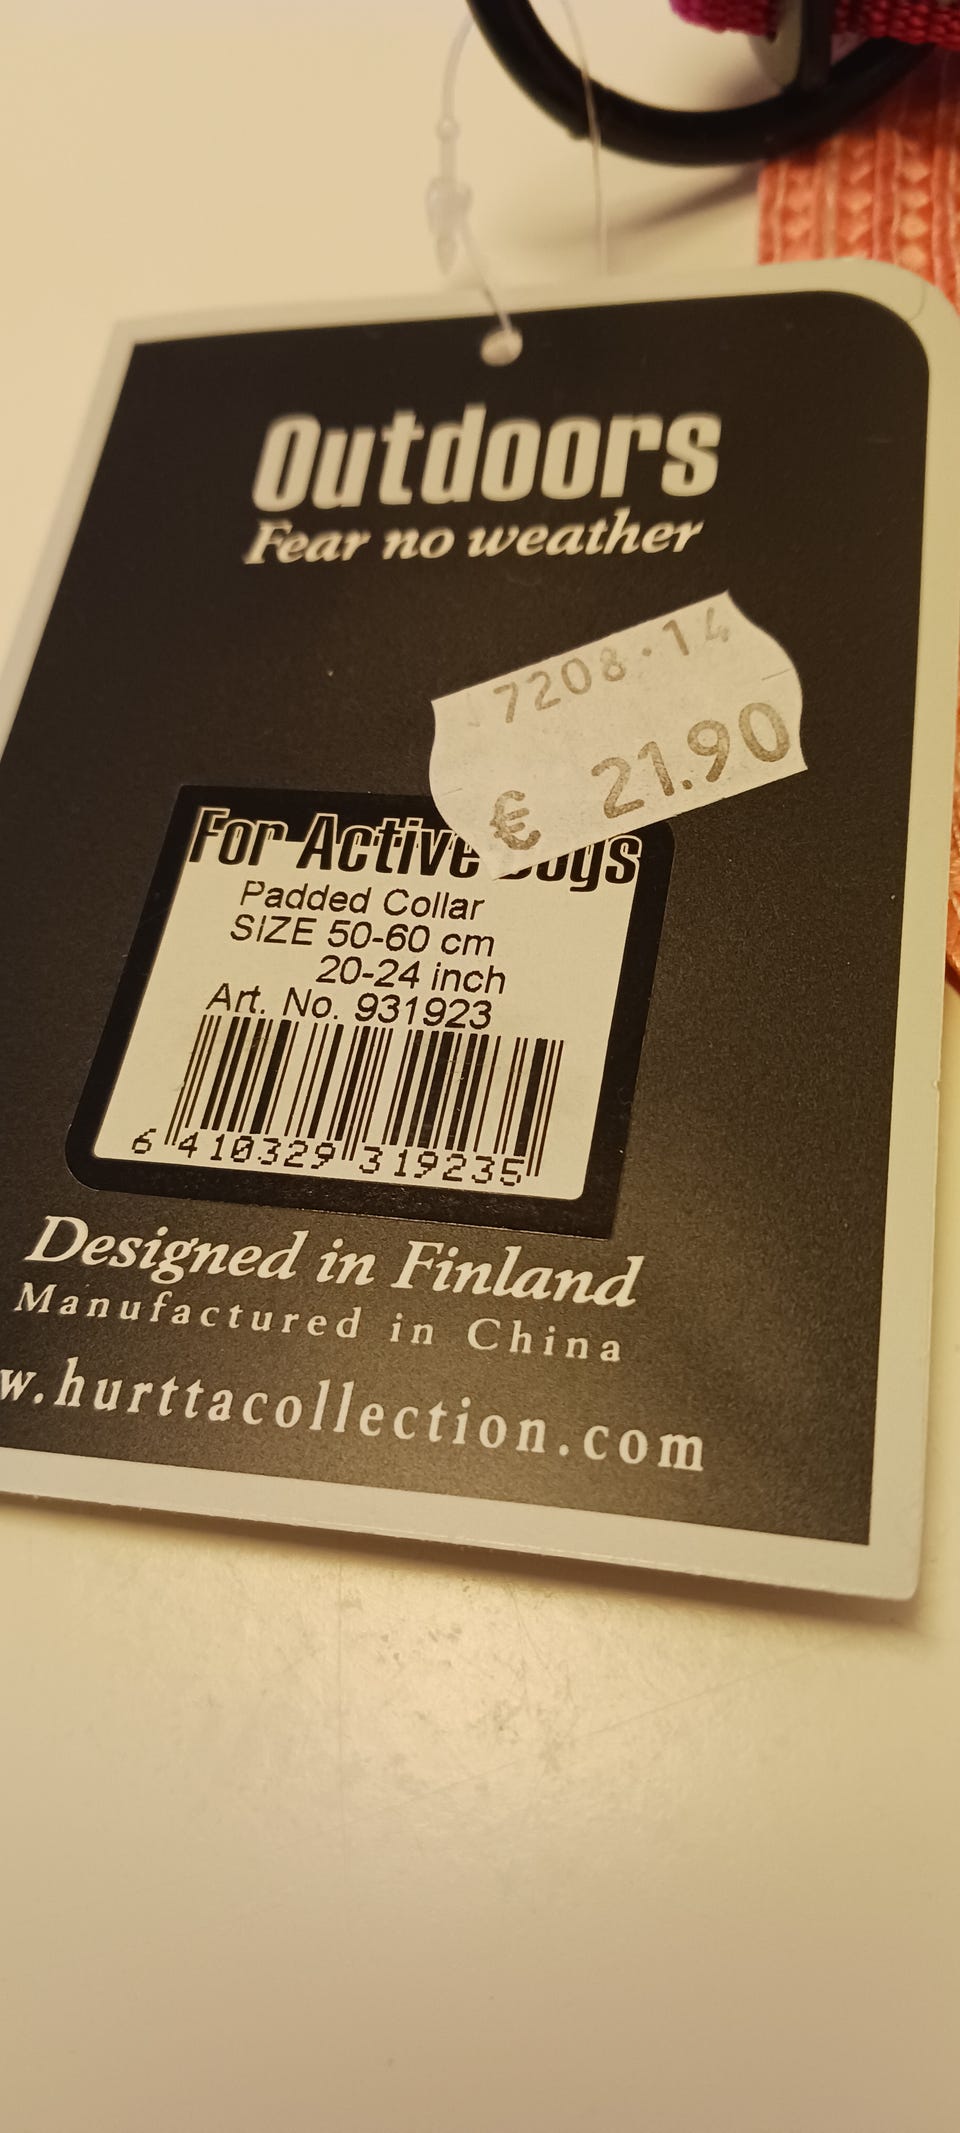 Outdoors
Fear no weather
7208·14
€ 21.90
For Active
Padded Collar
SIZE 50-60 cm
20-24 inch
Art. No. 931923
6 410329 319235
Designed in Finland
Manufactured in China
w.hurttacollection.com